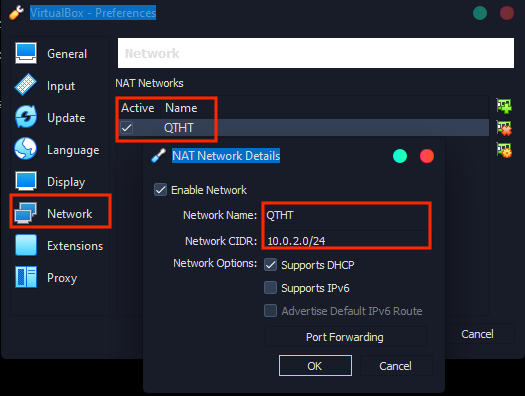 VirtualBox - Preferences
General
Input
Update
Language
Display
Network
Extensions
Proxy
Network
NAT Networks
Active Name
QTHT
NAT Network Details
Enable Network
Network Name: QTHT
Network CIDR: 10.0.2.0/24
Network Options: Supports DHCP
Supports IPv6
Advertise Default IPv6 Route
Port Forwarding
OK Cancel
Cancel